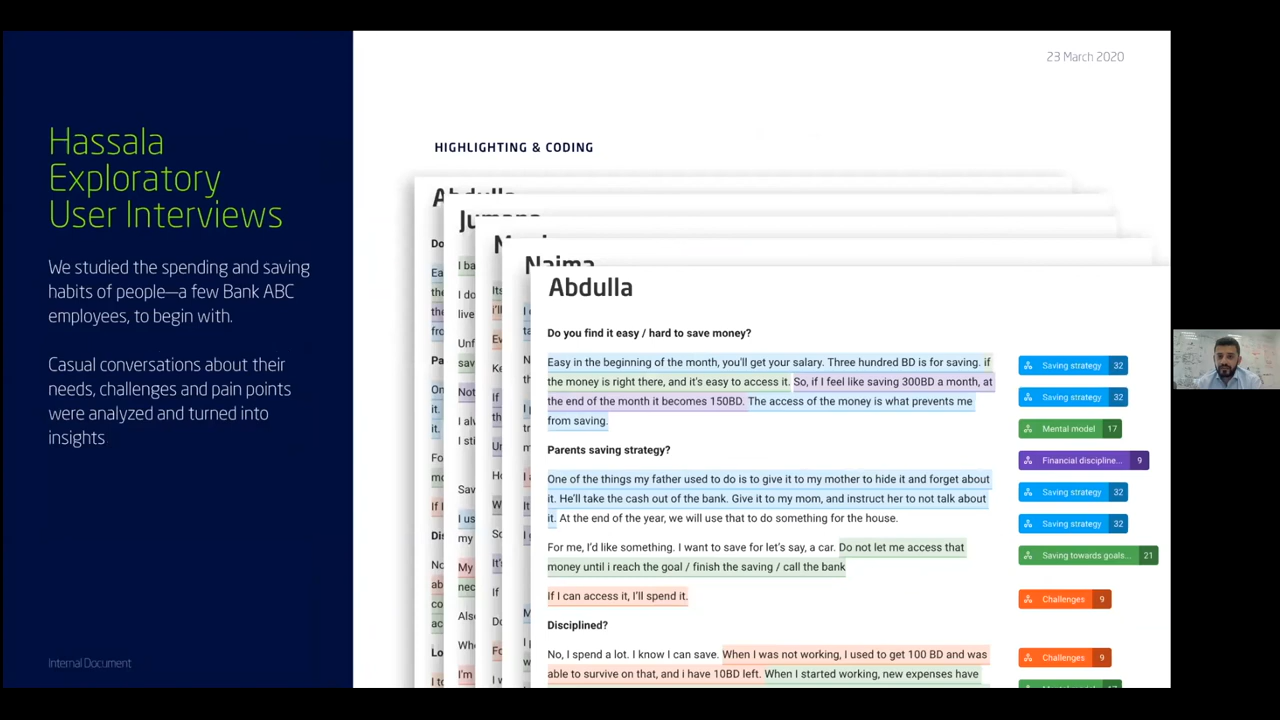 23 March 2020
Hassala
Exploratory
User Interviews
We studied the spending and saving
habits of people—a few Bank ABC
employees, to begin with.
Casual conversations about their
needs, challenges and pain points
were analyzed and turned into
insights
Internal Document
HIGHLIGHTING & CODING
Abdulla
Jumana
Naima
Abdulla
Do you find it easy / hard to save money?
Easy in the beginning of the month, you'll get your salary. Three hundred BD is for saving. if
the money is right there, and it's easy to access it. So, if I feel like saving 300BD a month, at
the end of the month it becomes 150BD. The access of the money is what prevents me
from saving.
Parents saving strategy?
One of the things my father used to do is to give it to my mother to hide it and forget about
it. He'll take the cash out of the bank. Give it to my mom, and instruct her to not talk about
it. At the end of the year, we will use that to do something for the house.
For me, I'd like something. I want to save for let's say, a car. Do not let me access that
money until i reach the goal / finish the saving / call the bank
If I can access it, I'll spend it.
Disciplined?
No, I spend a lot. I know I can save. When I was not working, I used to get 100 BD and was
able to survive on that, and i have 10BD left. When I started working, new expenses have
Saving strategy 32
Saving strategy 32
Mental model 17
Financial discipline... 9
Saving strategy 32
Saving strategy 32
Saving towards goals... 21
Challenges 9
Challenges 9